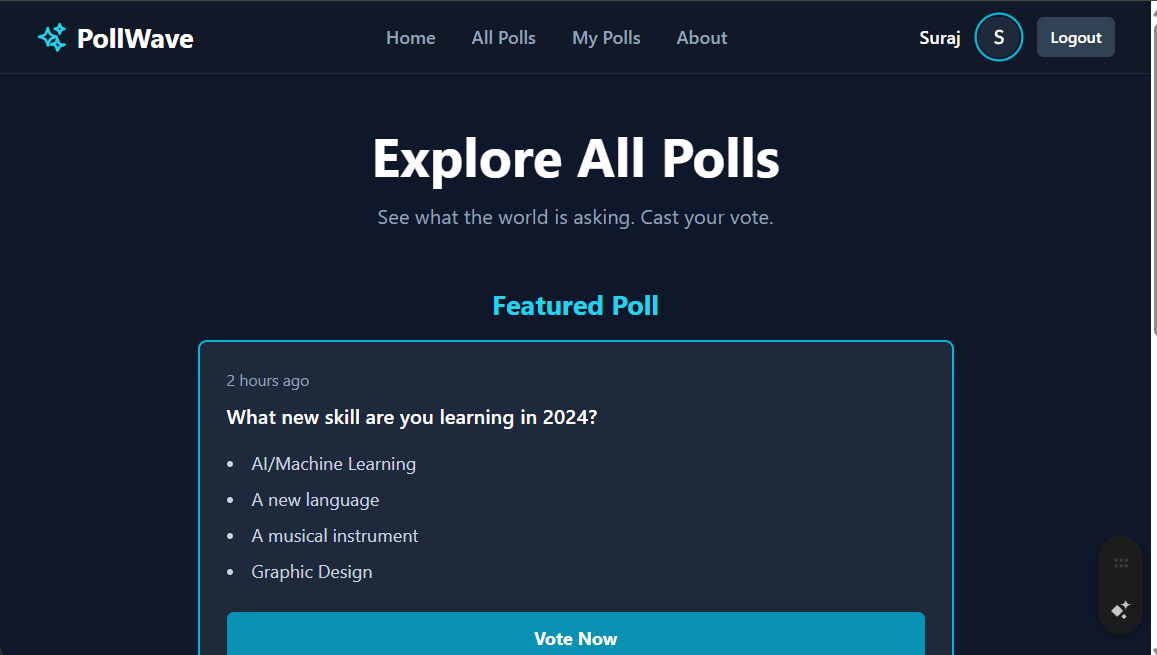 PollWave
Home All Polls My Polls About
Suraj S Logout
Explore All Polls
See what the world is asking. Cast your vote.
Featured Poll
2 hours ago
What new skill are you learning in 2024?
• AI/Machine Learning
• A new language
• A musical instrument
• Graphic Design
Vote Now